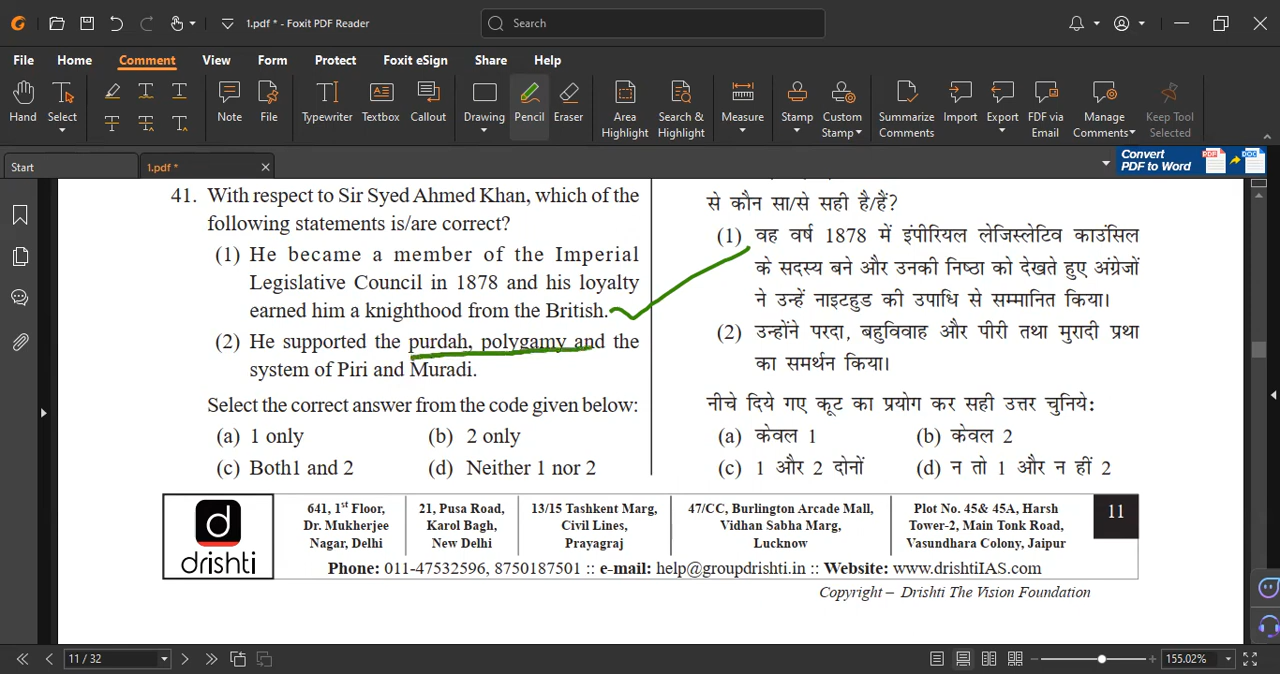 1.pdf * - Foxit PDF Reader
Search
File Home Comment View Form Protect Foxit eSign Share Help
Hand Select Note File Typewriter Textbox Callout Drawing Pencil Eraser Area Highlight Search & Highlight Measure Stamp Custom Stamp Summarize Comments Import Export FDF via Email Manage Comments Keep Tool Selected
Start 1.pdf * Convert PDF to Word
41. With respect to Sir Syed Ahmed Khan, which of the
following statements is/are correct?
(1) He became a member of the Imperial
Legislative Council in 1878 and his loyalty
earned him a knighthood from the British.
(2) He supported the purdah, polygamy and the
system of Piri and Muradi.
Select the correct answer from the code given below:
(a) 1 only (b) 2 only
(c) Both1 and 2 (d) Neither 1 nor 2
से कौन सा/से सही है/हैं?
(1) वह वर्ष 1878 में इंपीरियल लेजिस्लेटिव काउंसिल
के सदस्य बने और उनकी निष्ठा को देखते हुए अंग्रेजों
ने उन्हें नाइटहुड की उपाधि से सम्मानित किया।
(2) उन्होंने परदा, बहुविवाह और पीरी तथा मुरादी प्रथा
का समर्थन किया।
नीचे दिये गए कूट का प्रयोग कर सही उत्तर चुनिये:
(a) केवल 1 (b) केवल 2
(c) 1 और 2 दोनों (d) न तो 1 और न हीं 2
d
drishti
641, 1st Floor,
Dr. Mukherjee
Nagar, Delhi
21, Pusa Road,
Karol Bagh,
New Delhi
13/15 Tashkent Marg,
Civil Lines,
Prayagraj
47/CC, Burlington Arcade Mall,
Vidhan Sabha Marg,
Lucknow
Plot No. 45& 45A, Harsh
Tower-2, Main Tonk Road,
Vasundhara Colony, Jaipur
11
Phone: 011-47532596, 8750187501 :: e-mail: help@groupdrishti.in :: Website: www.drishtiIAS.com
Copyright – Drishti The Vision Foundation
11 / 32 155.02%